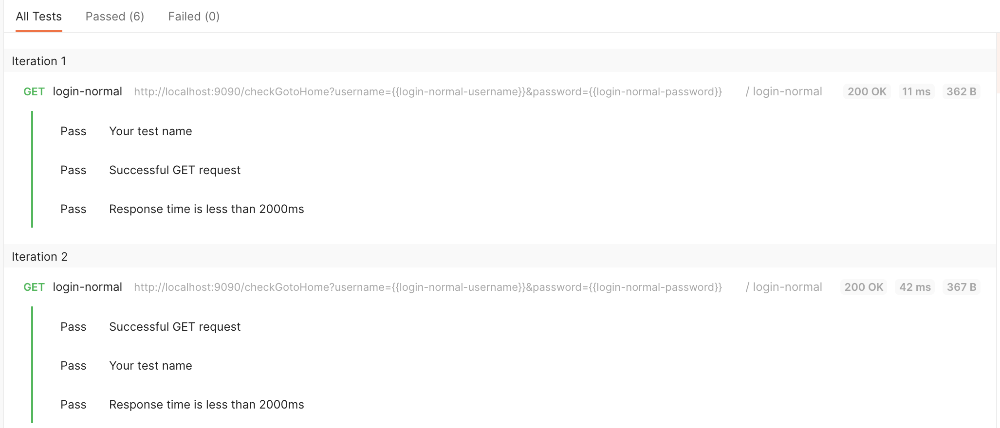 All Tests Passed (6) Failed (0)
Iteration 1
GET login-normal http://localhost:9090/checkGotoHome?username={{login-normal-username}}&password={{login-normal-password}} / login-normal 200 OK 11 ms 362 B
Pass Your test name
Pass Successful GET request
Pass Response time is less than 2000ms
Iteration 2
GET login-normal http://localhost:9090/checkGotoHome?username={{login-normal-username}}&password={{login-normal-password}} / login-normal 200 OK 42 ms 367 B
Pass Successful GET request
Pass Your test name
Pass Response time is less than 2000ms